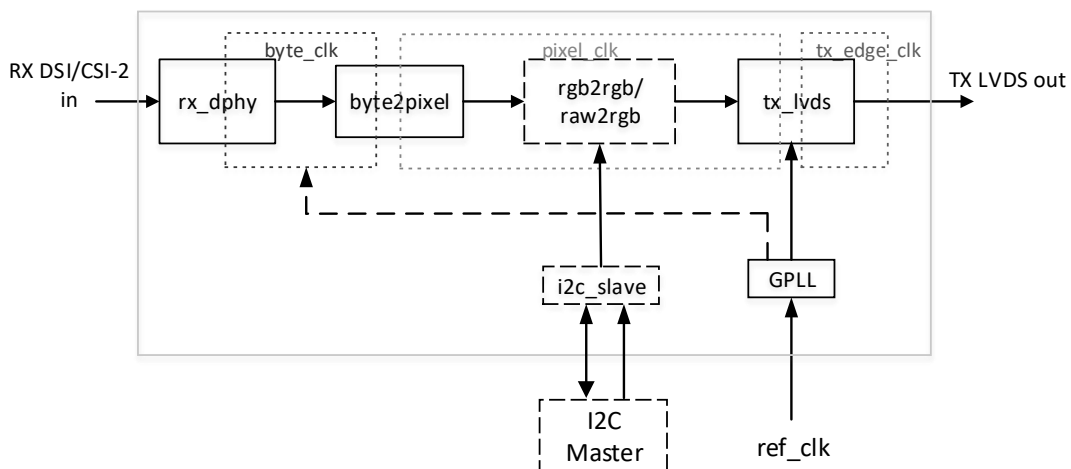 byte_clk
pixel_clk
tx_edge_clk
RX DSI/CSI-2
in
rx_dphy
byte2pixel
rgb2rgb/
raw2rgb
tx_lvds
TX LVDS out
i2c_slave
GPLL
I2C
Master
ref_clk